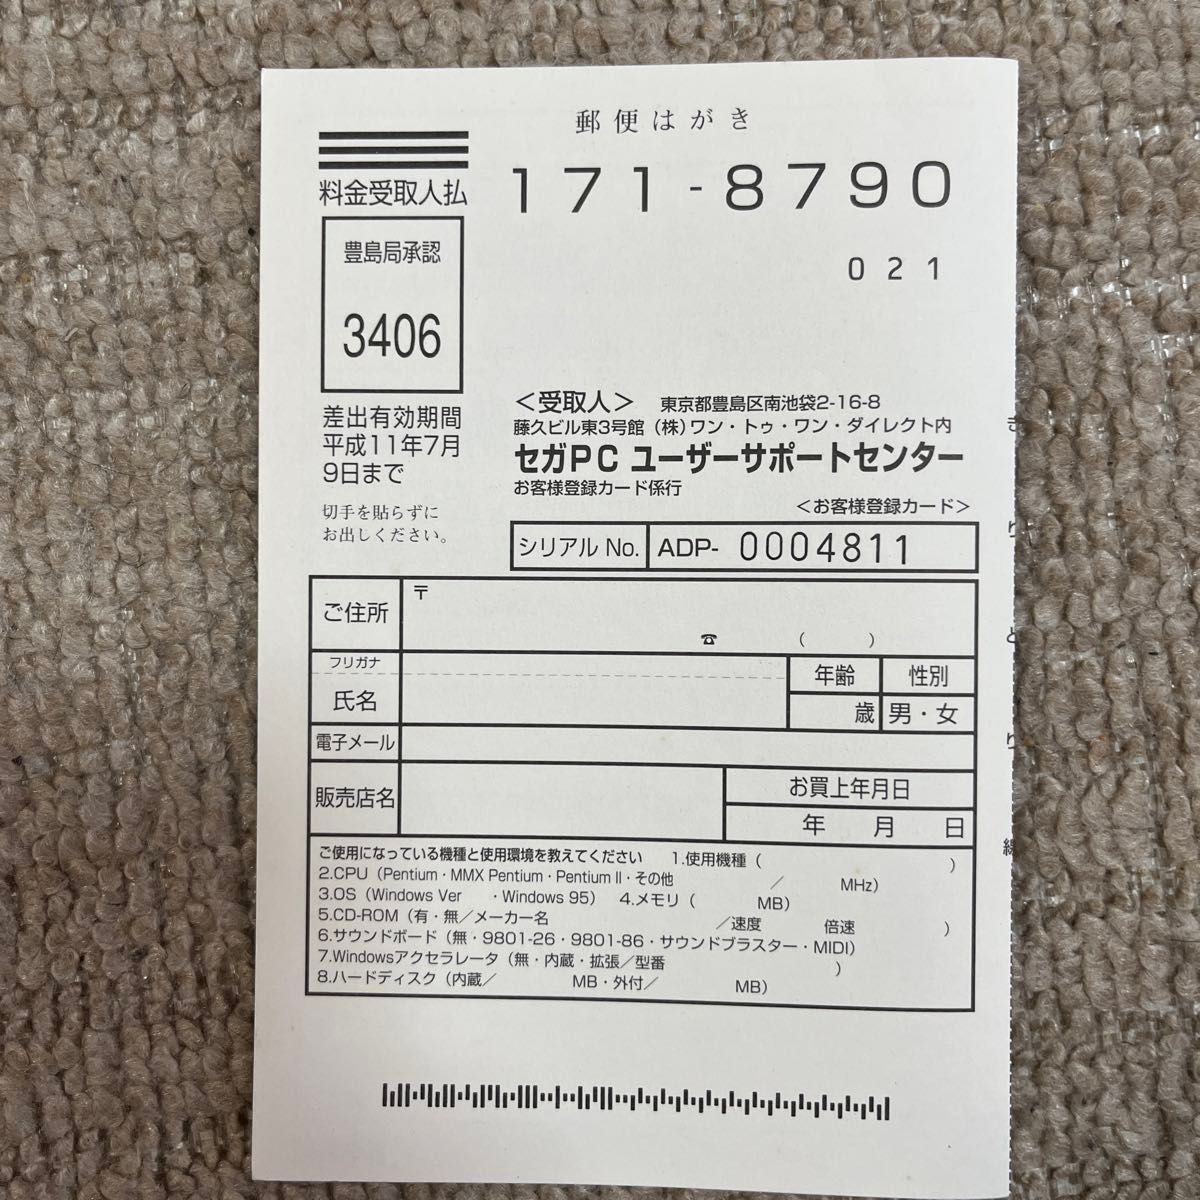 郵便はがき
料金受取人払
171-8790
021
豊島局承認
3406
差出有効期間
平成11年7月
9日まで
切手を貼らずに
お出しください。
＜受取人＞ 東京都豊島区南池袋2-16-8
藤久ビル東3号館（株）ワン・トゥ・ワン・ダイレクト内
セガPC ユーザーサポートセンター
お客様登録カード係行
＜お客様登録カード＞
シリアル No. ADP- 0004811
ご住所 〒
☎ （ ）
フリガナ
氏名
年齢 性別
歳 男・女
電子メール
販売店名
お買上年月日
年 月 日
ご使用になっている機種と使用環境を教えてください 1.使用機種（ ）
2.CPU（Pentium・MMX Pentium・Pentium II・その他 ／ MHz）
3.OS（Windows Ver ・Windows 95） 4.メモリ（ MB）
5.CD-ROM（有・無／メーカー名 ／速度 倍速 ）
6.サウンドボード（無・9801-26・9801-86・サウンドブラスター・MIDI）
7.Windowsアクセラレータ（無・内蔵・拡張／型番 ）
8.ハードディスク（内蔵／ MB・外付／ MB）
きりとり線